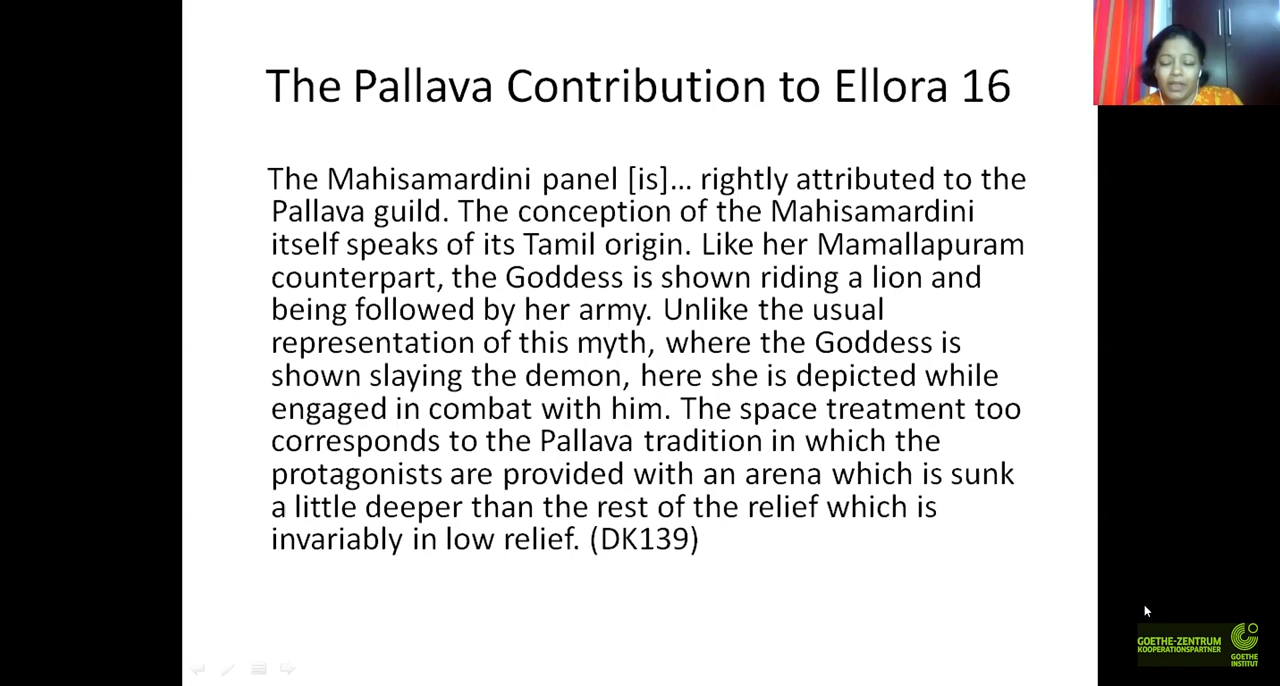 The Pallava Contribution to Ellora 16
The Mahisamardini panel [is]... rightly attributed to the
Pallava guild. The conception of the Mahisamardini
itself speaks of its Tamil origin. Like her Mamallapuram
counterpart, the Goddess is shown riding a lion and
being followed by her army. Unlike the usual
representation of this myth, where the Goddess is
shown slaying the demon, here she is depicted while
engaged in combat with him. The space treatment too
corresponds to the Pallava tradition in which the
protagonists are provided with an arena which is sunk
a little deeper than the rest of the relief which is
invariably in low relief. (DK139)
GOETHE-ZENTRUM
KOOPERATIONSPARTNER
GOETHE
INSTITUT